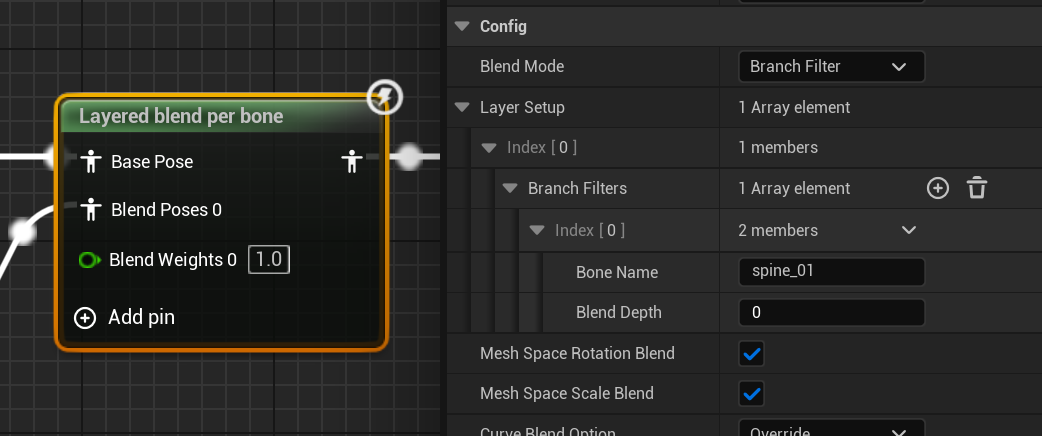 Layered blend per bone
Base Pose
Blend Poses 0
Blend Weights 0 1.0
Add pin
Config
Blend Mode Branch Filter
Layer Setup 1 Array element
Index [ 0 ] 1 members
Branch Filters 1 Array element
Index [ 0 ] 2 members
Bone Name spine_01
Blend Depth 0
Mesh Space Rotation Blend
Mesh Space Scale Blend
Curve Blend Option Override